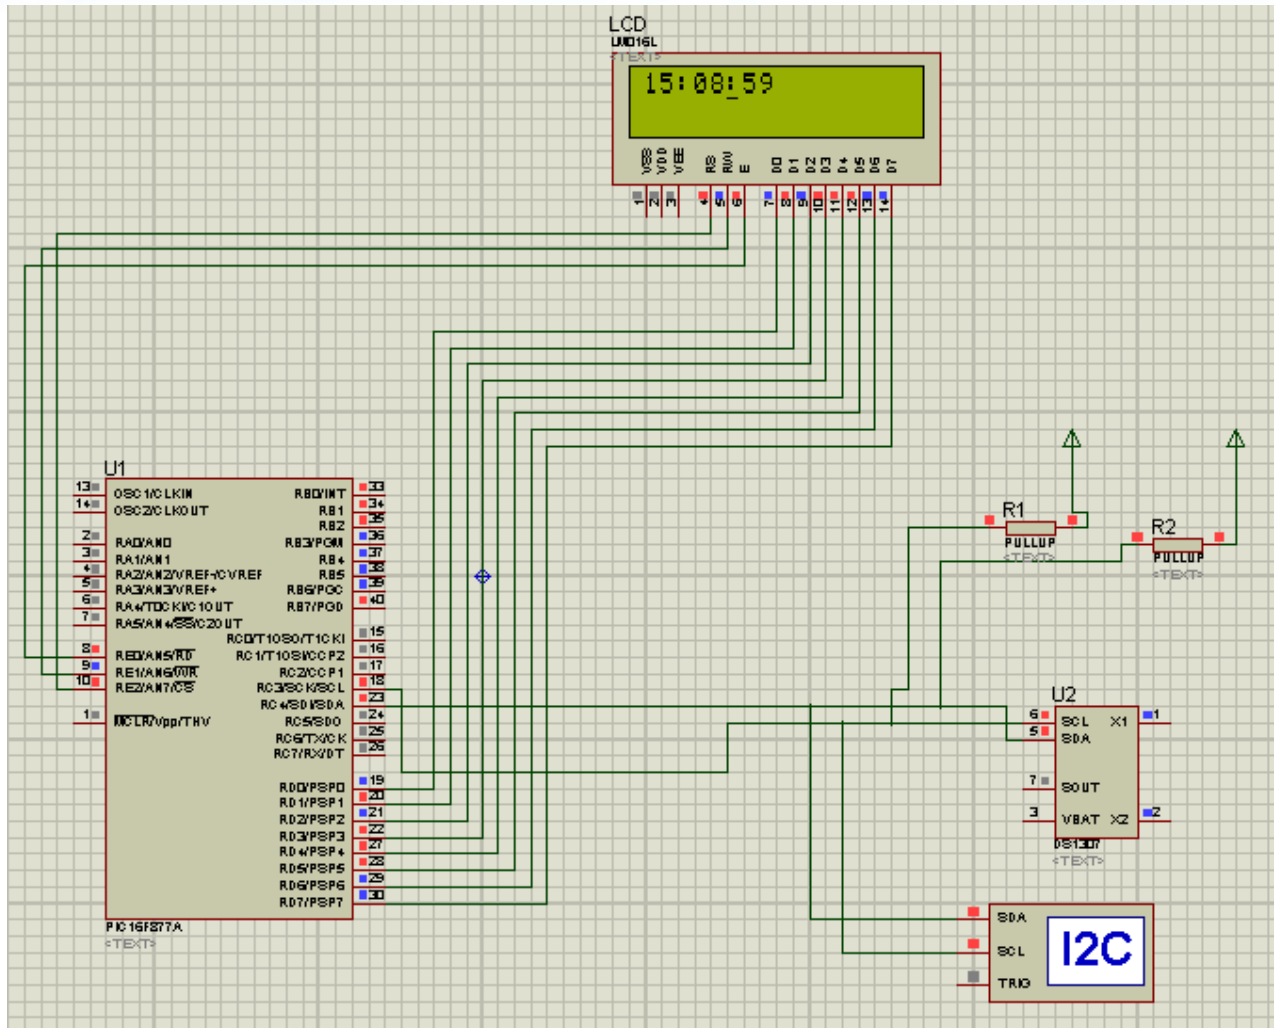 LCD
LM016L
<TEXT>
15:08:59
VSS VDD VEE RS RW E D0 D1 D2 D3 D4 D5 D6 D7
1 2 3 4 5 6 7 8 9 10 11 12 13 14
U1
13 OSC1/CLKIN RB0/INT 33
14 OSC2/CLKOUT RB1 34
RB2 35
2 RA0/AN0 RB3/PGM 36
3 RA1/AN1 RB4 37
4 RA2/AN2/VREF-/CVREF RB5 38
5 RA3/AN3/VREF+ RB6/PGC 39
6 RA4/T0CKI/C1OUT RB7/PGD 40
7 RA5/AN4/SS/C2OUT
RC0/T1OSO/T1CKI 15
8 RE0/AN5/RD RC1/T1OSI/CCP2 16
9 RE1/AN6/WR RC2/CCP1 17
10 RE2/AN7/CS RC3/SCK/SCL 18
RC4/SDI/SDA 23
1 MCLR/Vpp/THV RC5/SDO 24
RC6/TX/CK 25
RC7/RX/DT 26
RD0/PSP0 19
RD1/PSP1 20
RD2/PSP2 21
RD3/PSP3 22
RD4/PSP4 27
RD5/PSP5 28
RD6/PSP6 29
RD7/PSP7 30
PIC16F877A
<TEXT>
R1
PULLUP
<TEXT>
R2
PULLUP
<TEXT>
U2
6 SCL X1 1
5 SDA
7 SOUT
3 VBAT X2 2
DS1307
<TEXT>
SDA
SCL
TRIG
I2C